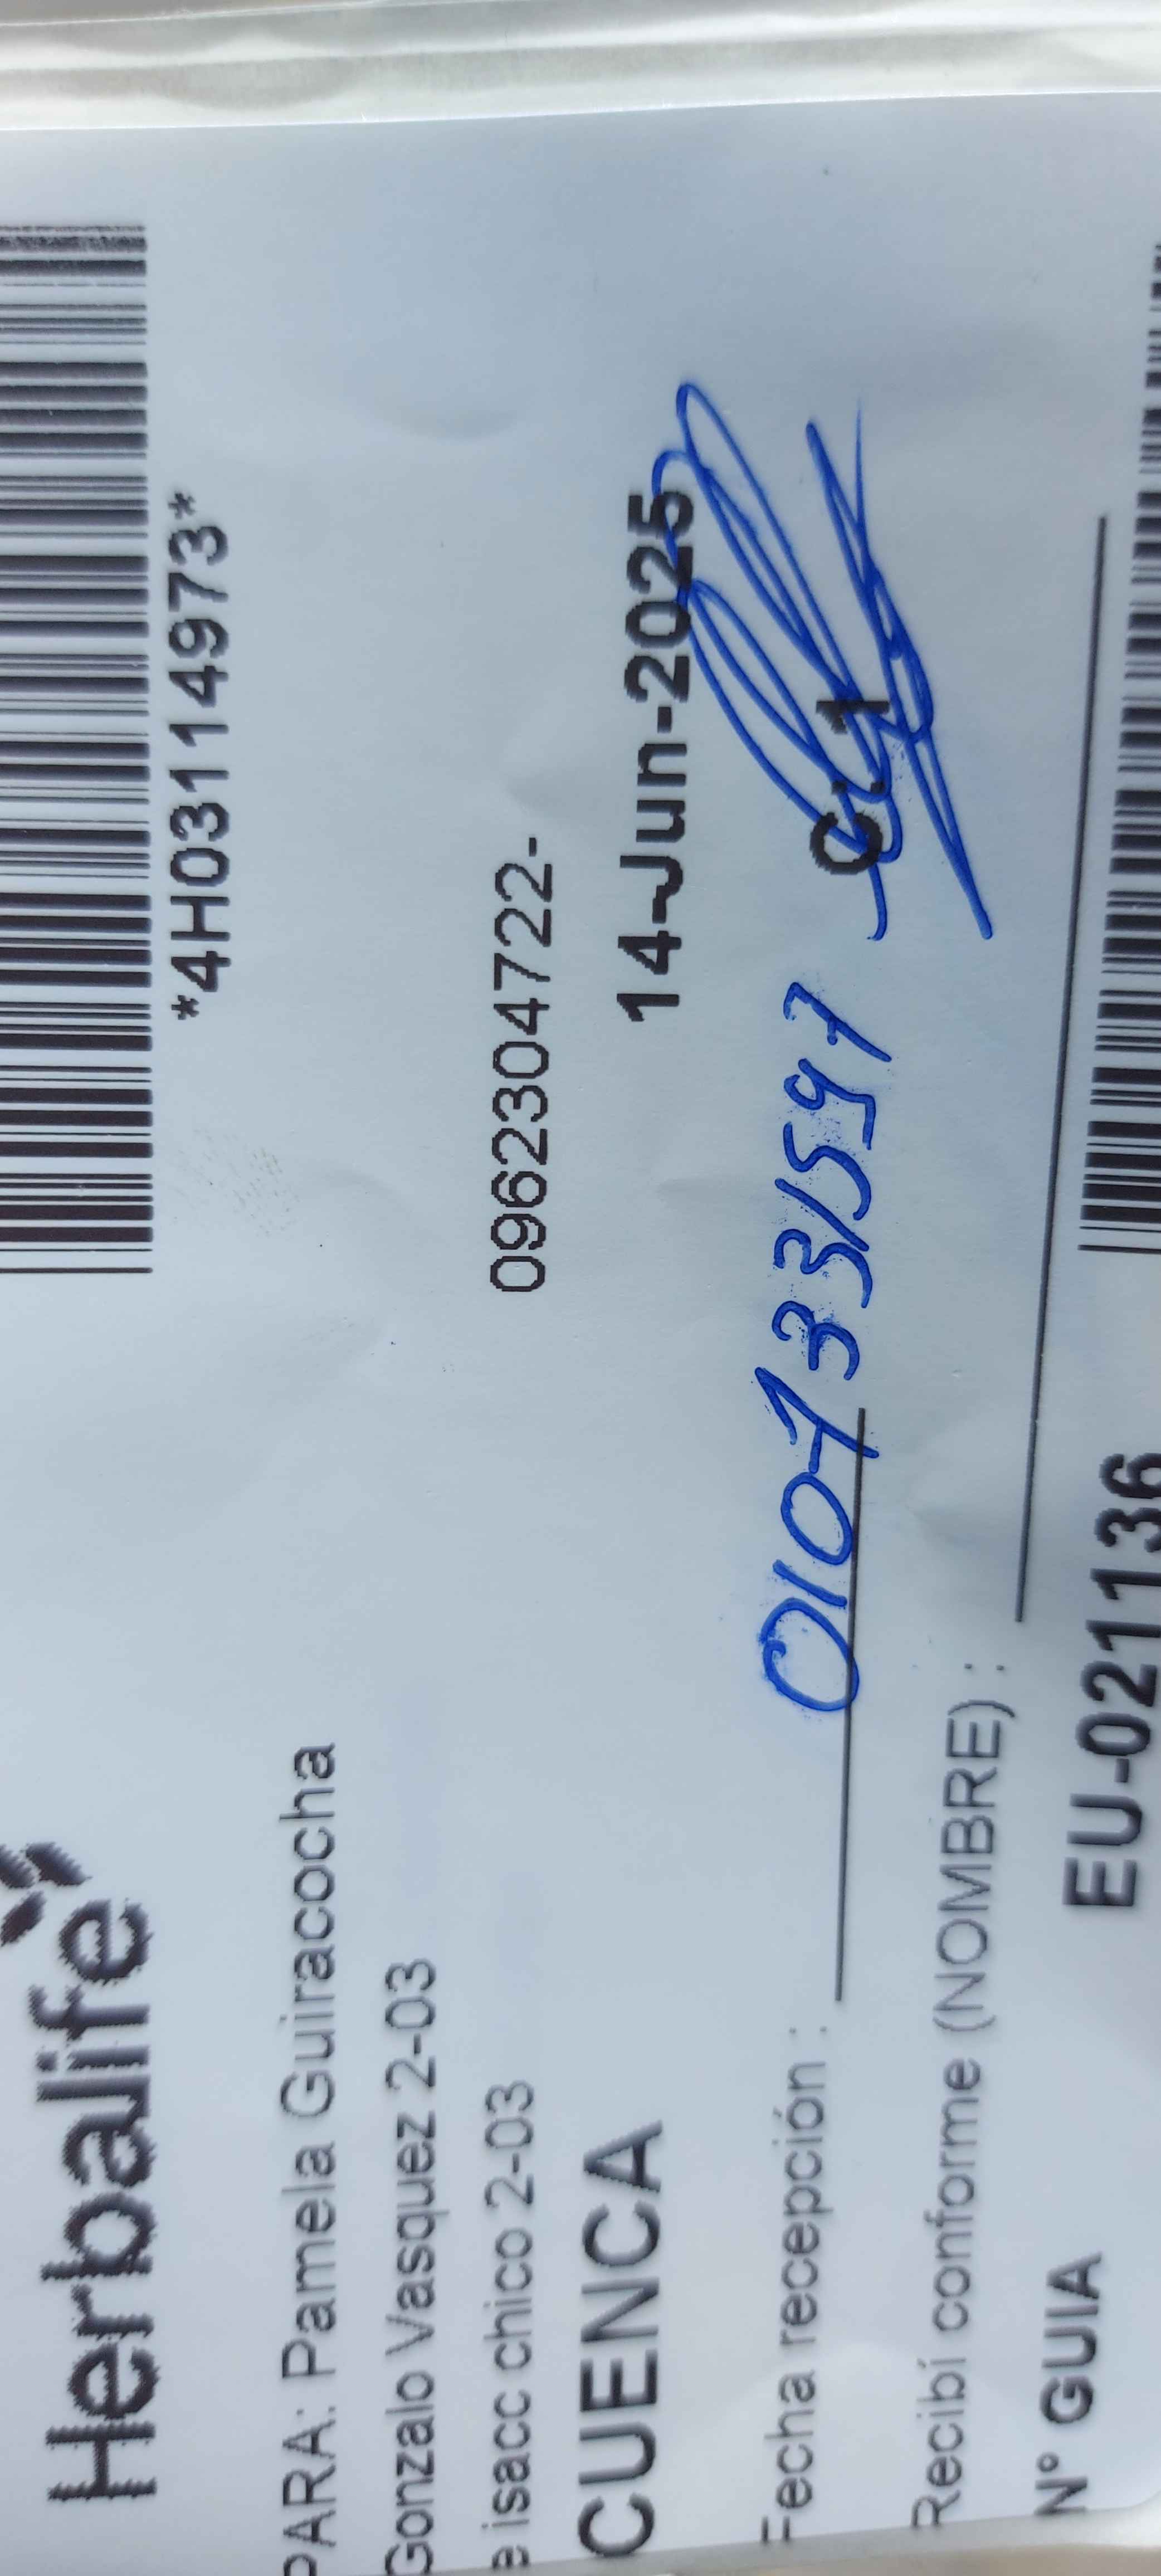 Herbalife
*4H03114973*
PARA: Pamela Guiracocha
Gonzalo Vasquez 2-03
e isacc chico 2-03
0962304722-
CUENCA
14-Jun-2025
Fecha recepción :
C.1
Recibí conforme (NOMBRE) :
N° GUIA
EU-021136